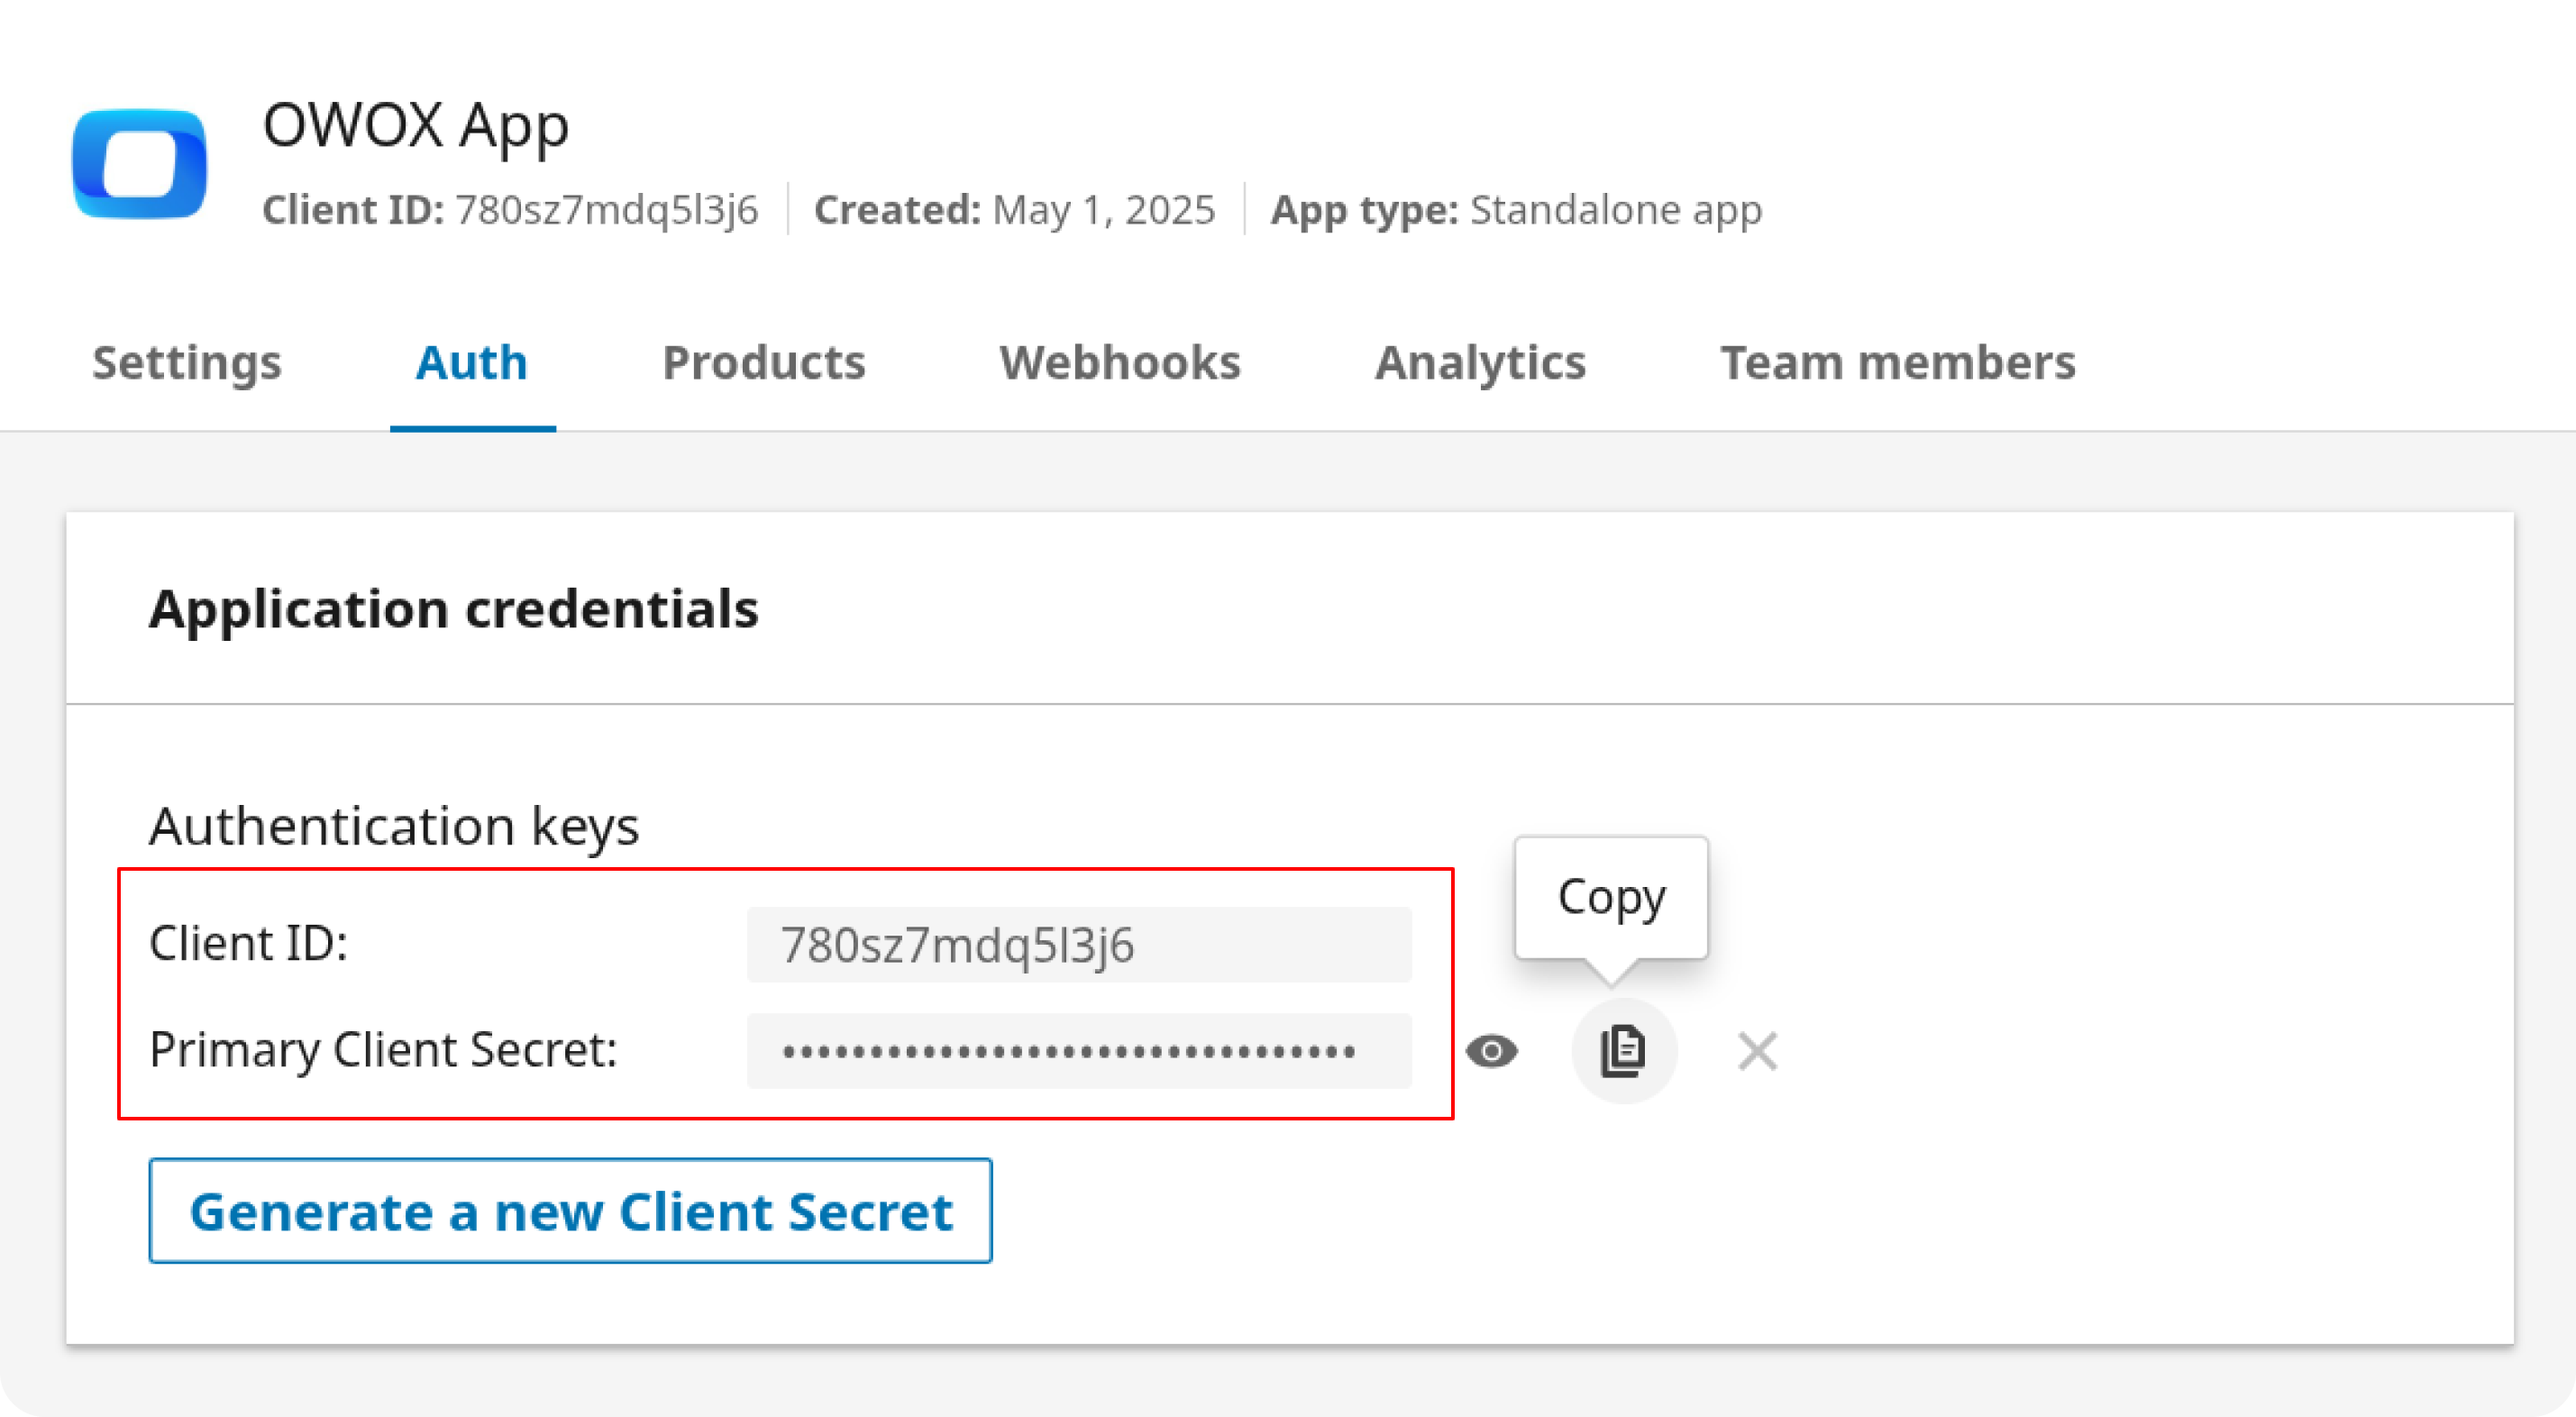 OWOX App
Client ID: 780sz7mdq5l3j6 Created: May 1, 2025 App type: Standalone app
Settings Auth Products Webhooks Analytics Team members
Application credentials
Authentication keys
Copy
Client ID: 780sz7mdq5l3j6
Primary Client Secret: •••••••••••••••••••••••••••••••••
Generate a new Client Secret